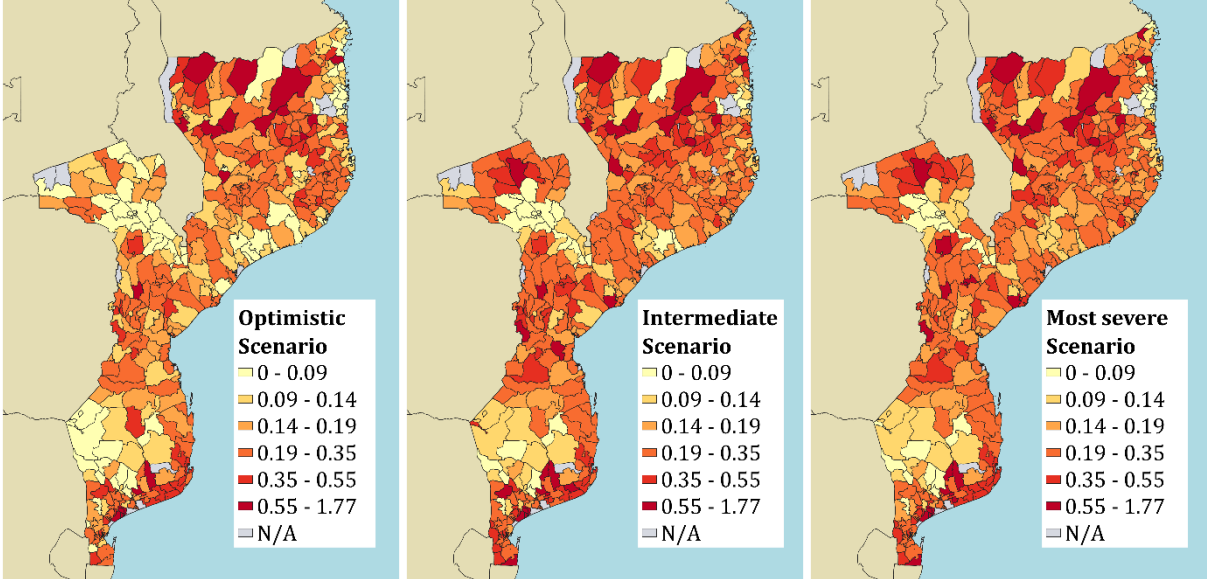 Optimistic
Scenario
0 - 0.09
0.09 - 0.14
0.14 - 0.19
0.19 - 0.35
0.35 - 0.55
0.55 - 1.77
N/A
Intermediate
Scenario
0 - 0.09
0.09 - 0.14
0.14 - 0.19
0.19 - 0.35
0.35 - 0.55
0.55 - 1.77
N/A
Most severe
Scenario
0 - 0.09
0.09 - 0.14
0.14 - 0.19
0.19 - 0.35
0.35 - 0.55
0.55 - 1.77
N/A